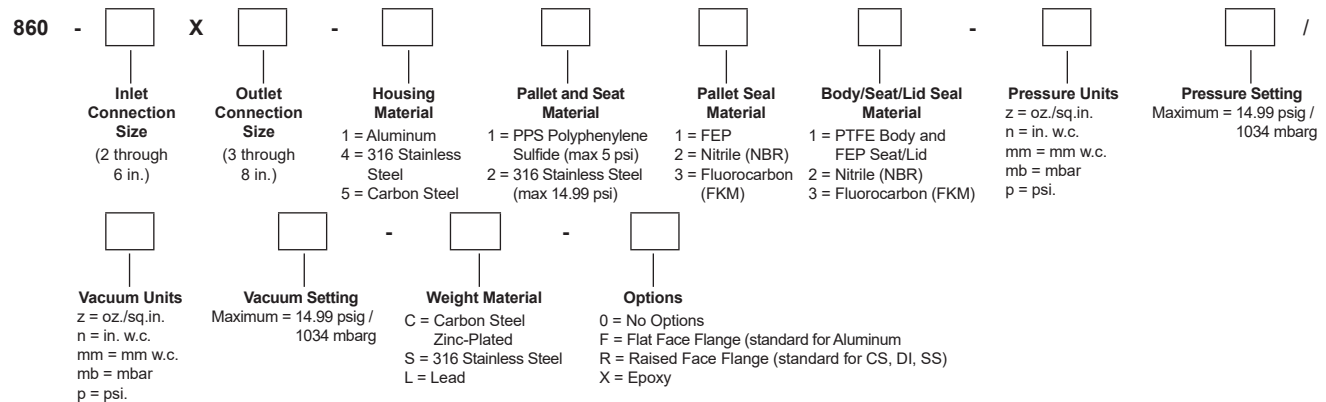 860 - X - - /
Inlet
Connection
Size
(2 through
6 in.)
Outlet
Connection
Size
(3 through
8 in.)
Housing
Material
1 = Aluminum
4 = 316 Stainless
Steel
5 = Carbon Steel
Pallet and Seat
Material
1 = PPS Polyphenylene
Sulfide (max 5 psi)
2 = 316 Stainless Steel
(max 14.99 psi)
Pallet Seal
Material
1 = FEP
2 = Nitrile (NBR)
3 = Fluorocarbon
(FKM)
Body/Seat/Lid Seal
Material
1 = PTFE Body and
FEP Seat/Lid
2 = Nitrile (NBR)
3 = Fluorocarbon (FKM)
Pressure Units
z = oz./sq.in.
n = in. w.c.
mm = mm w.c.
mb = mbar
p = psi.
Pressure Setting
Maximum = 14.99 psig /
1034 mbarg
- -
Vacuum Units
z = oz./sq.in.
n = in. w.c.
mm = mm w.c.
mb = mbar
p = psi.
Vacuum Setting
Maximum = 14.99 psig /
1034 mbarg
Weight Material
C = Carbon Steel
Zinc-Plated
S = 316 Stainless Steel
L = Lead
Options
0 = No Options
F = Flat Face Flange (standard for Aluminum
R = Raised Face Flange (standard for CS, DI, SS)
X = Epoxy